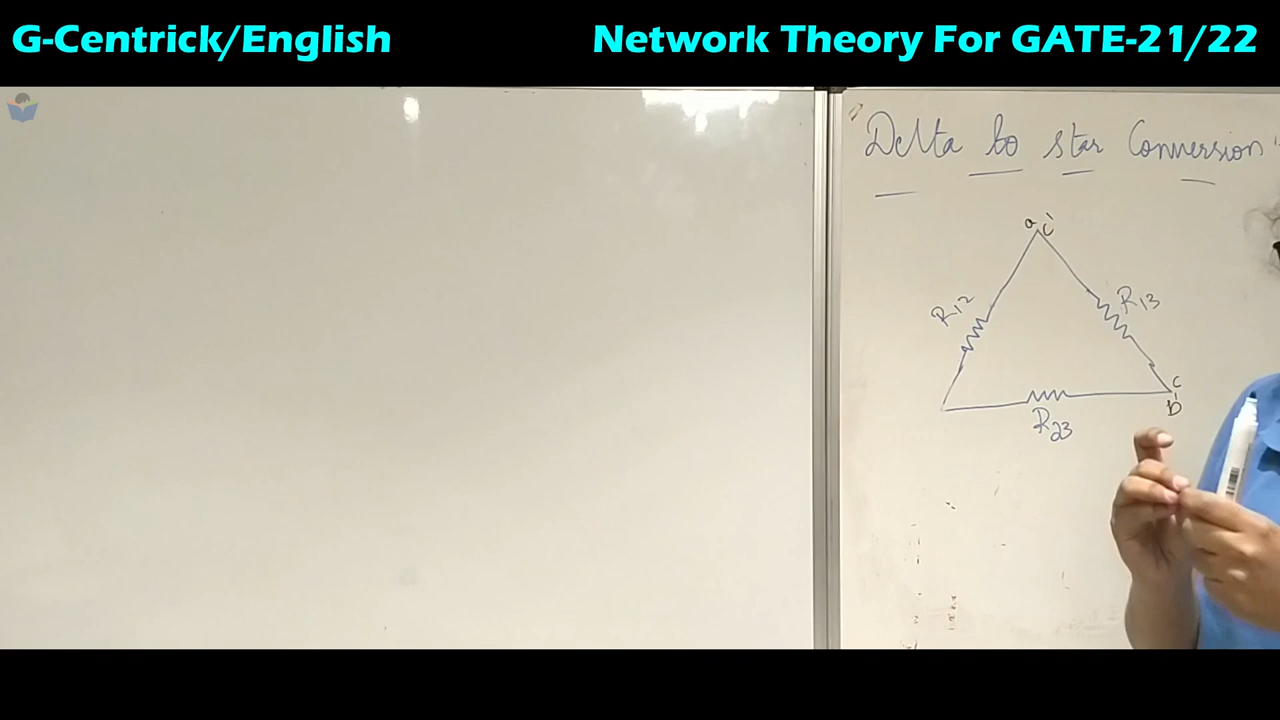 G-Centrick/English
Network Theory For GATE-21/22
Delta to star Conversion
a
c'
R12
R13
c
b'
R23